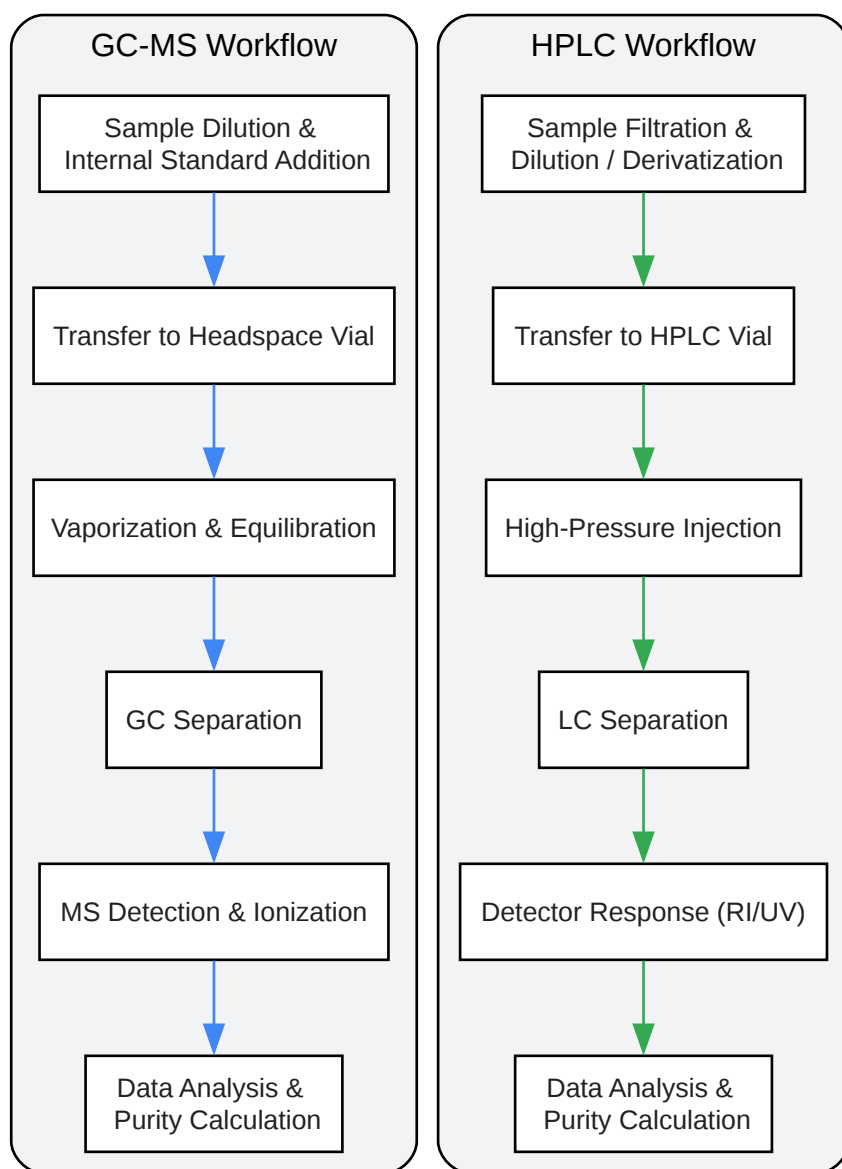 GC-MS Workflow
Sample Dilution &
Internal Standard Addition
Transfer to Headspace Vial
Vaporization & Equilibration
GC Separation
MS Detection & Ionization
Data Analysis &
Purity Calculation
HPLC Workflow
Sample Filtration &
Dilution / Derivatization
Transfer to HPLC Vial
High-Pressure Injection
LC Separation
Detector Response (RI/UV)
Data Analysis &
Purity Calculation